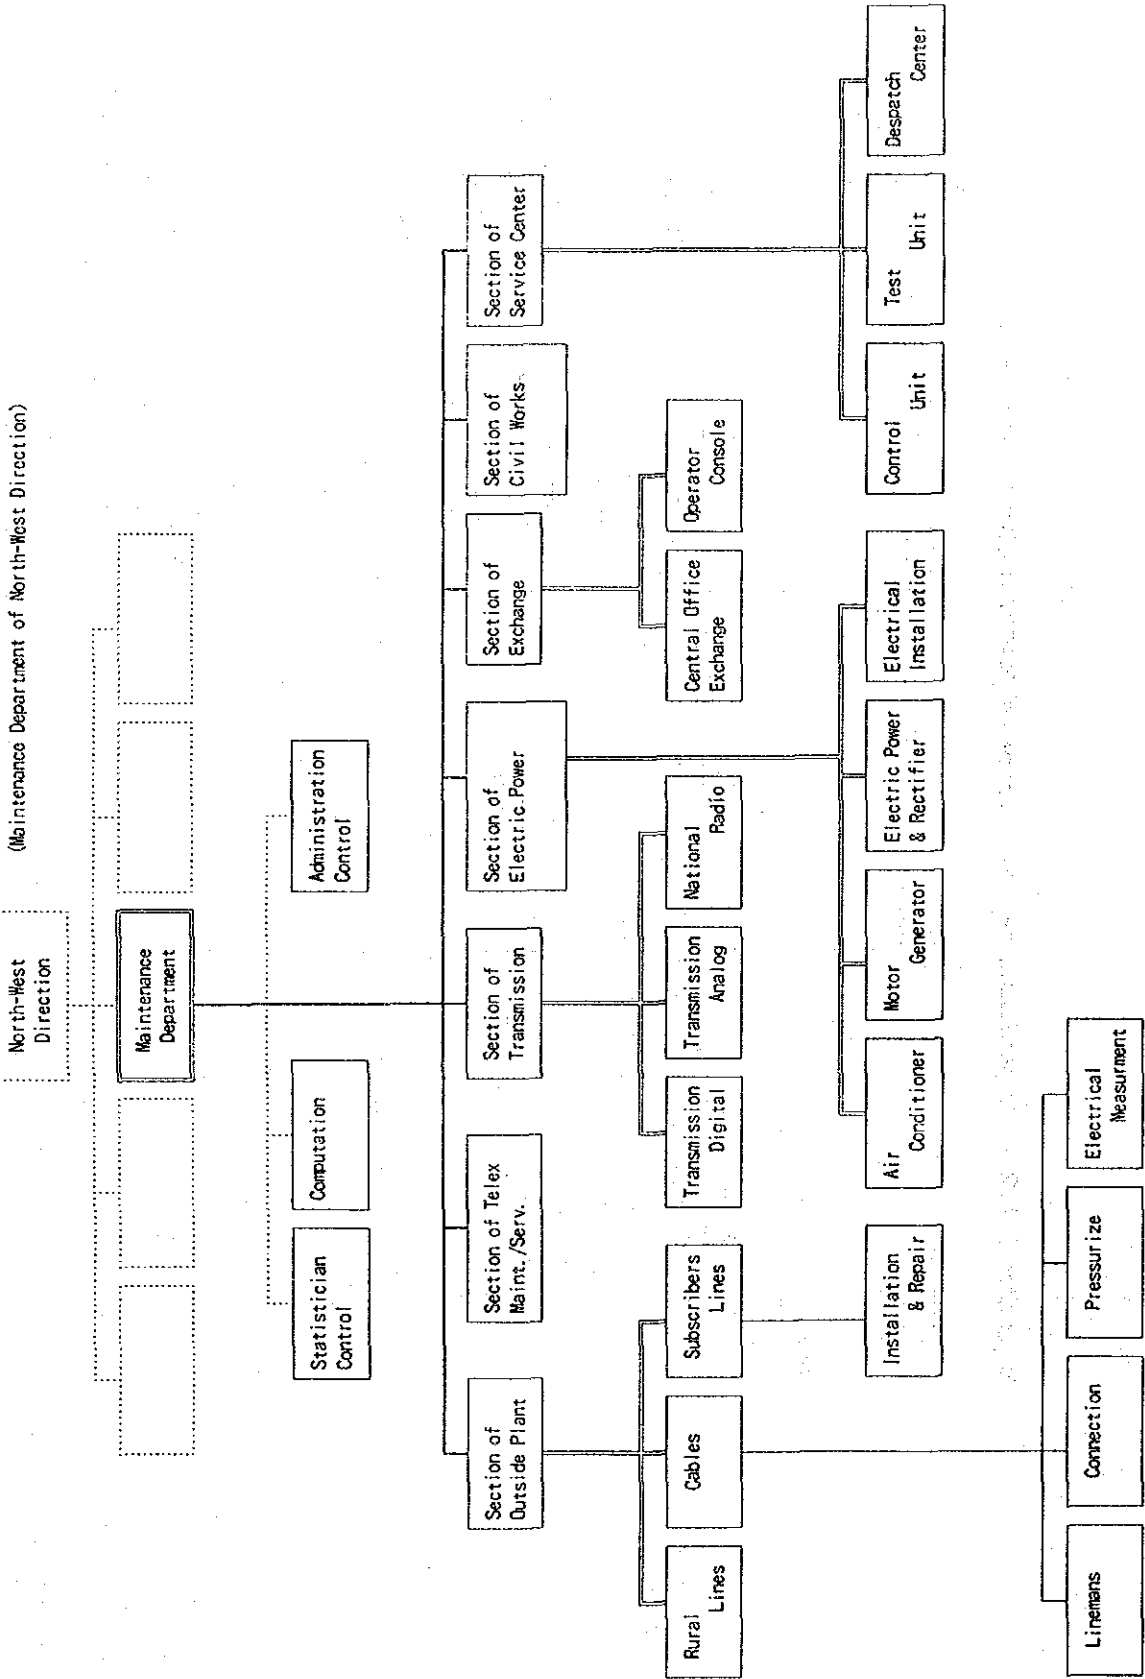 (Maintenance Department of North-West Direction)
North-West
Direction
Maintenance
Department
Statistician
Control
Computation
Administration
Control
Section of
Outside Plant
Section of Telex
Maint./Serv.
Section of
Transmission
Section of
Electric Power
Section of
Exchange
Section of
Civil Works
Section of
Service Center
Rural
Lines
Cables
Subscribers
Lines
Transmission
Digital
Transmission
Analog
National
Radio
Central Office
Exchange
Operator
Console
Installation
& Repair
Air
Conditioner
Motor
Generator
Electric Power
& Rectifier
Electrical
Installation
Control
Unit
Test
Unit
Despatch
Center
Linemans
Connection
Pressurize
Electrical
Measurment